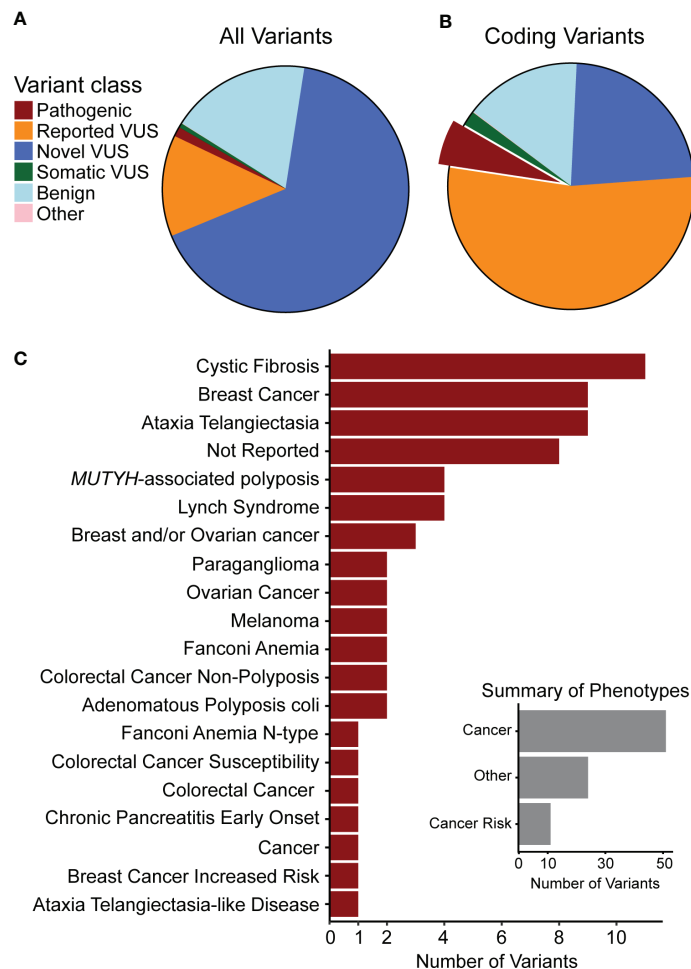 A
All Variants
B
Coding Variants
Variant class
Pathogenic
Reported VUS
Novel VUS
Somatic VUS
Benign
Other
C
Cystic Fibrosis
Breast Cancer
Ataxia Telangiectasia
Not Reported
MUTYH-associated polyposis
Lynch Syndrome
Breast and/or Ovarian cancer
Paraganglioma
Ovarian Cancer
Melanoma
Fanconi Anemia
Colorectal Cancer Non-Polyposis
Adenomatous Polyposis coli
Fanconi Anemia N-type
Colorectal Cancer Susceptibility
Colorectal Cancer
Chronic Pancreatitis Early Onset
Cancer
Breast Cancer Increased Risk
Ataxia Telangiectasia-like Disease
0 1 2 4 6 8 10
Number of Variants
Summary of Phenotypes
Cancer
Other
Cancer Risk
0 10 30 50
Number of Variants